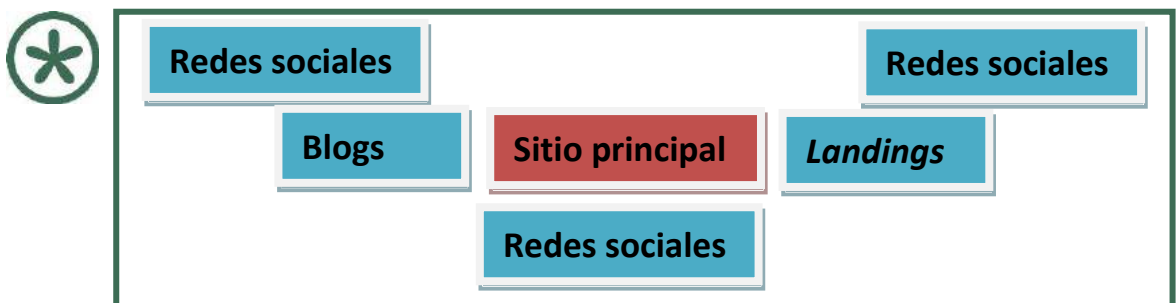 Redes sociales
Redes sociales
Blogs
Sitio principal
Landings
Redes sociales